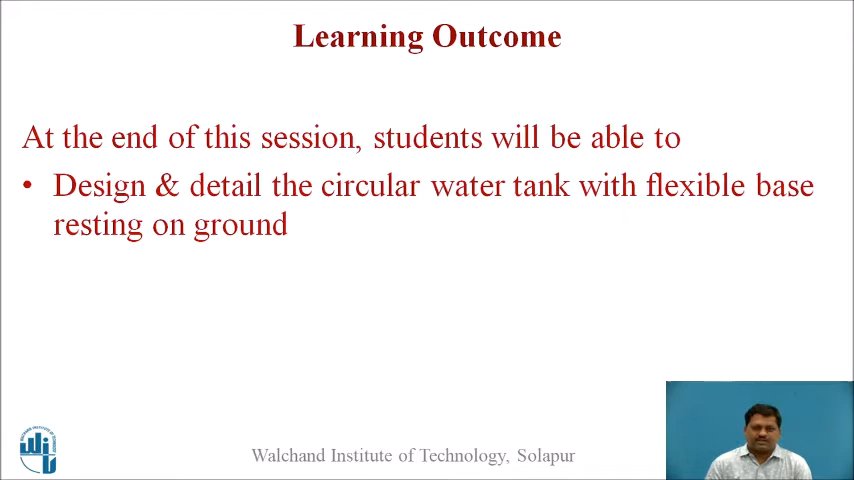 Learning Outcome
At the end of this session, students will be able to
• Design & detail the circular water tank with flexible base
resting on ground
Walchand Institute of Technology, Solapur